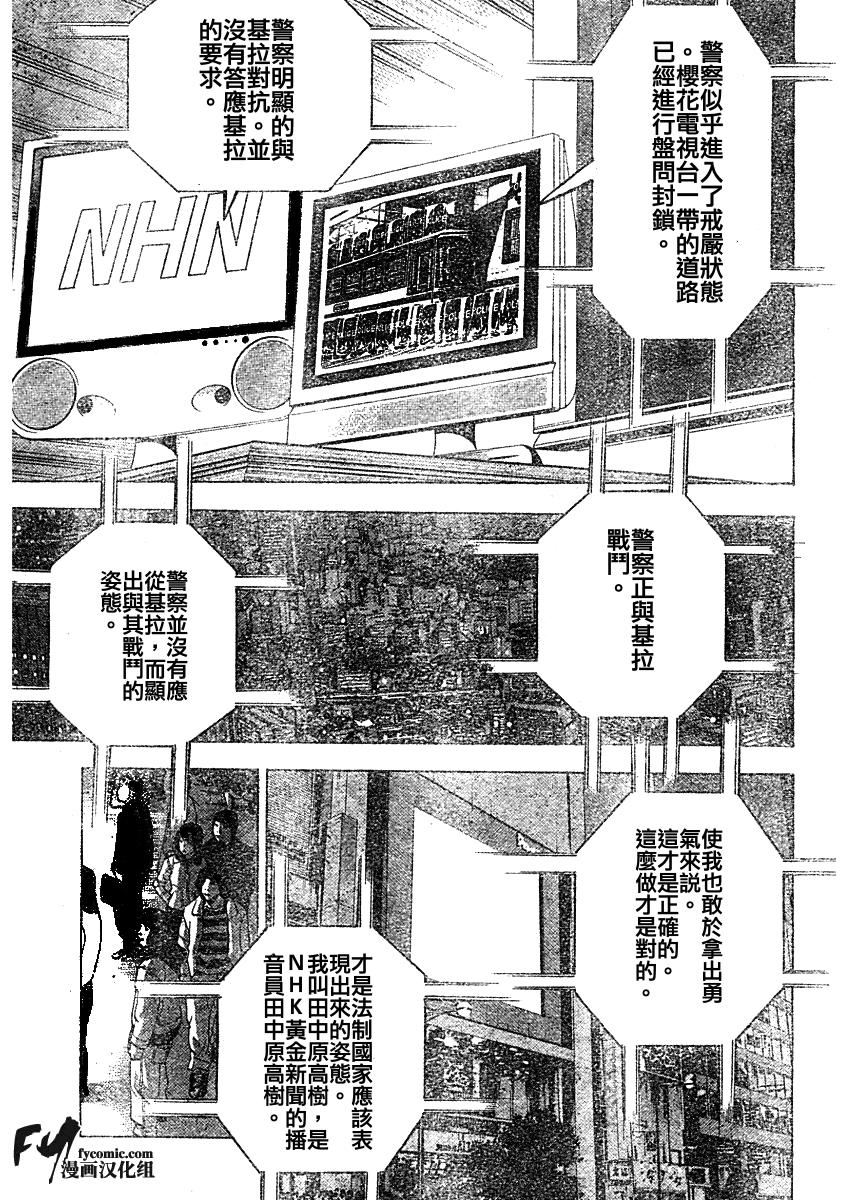 警察似乎進入了戒嚴狀態
。櫻花電視台一帶的道路
已經進行盤問封鎖。
警察明顯的與
基拉對抗。並
沒有答應基拉
的要求。
NHN
警察正與基拉
戰鬥。
警察並沒有應
從基拉，而顯
出與其戰鬥的
姿態。
使我也敢於拿出勇
氣來説。
這才是正確的。
這麼做才是對的。
才是法制國家應該表
現出來的姿態。
我叫田中原高樹，是
NHK黃金新聞的播
音員田中原高樹。
FY
fycomic.com
漫画汉化组